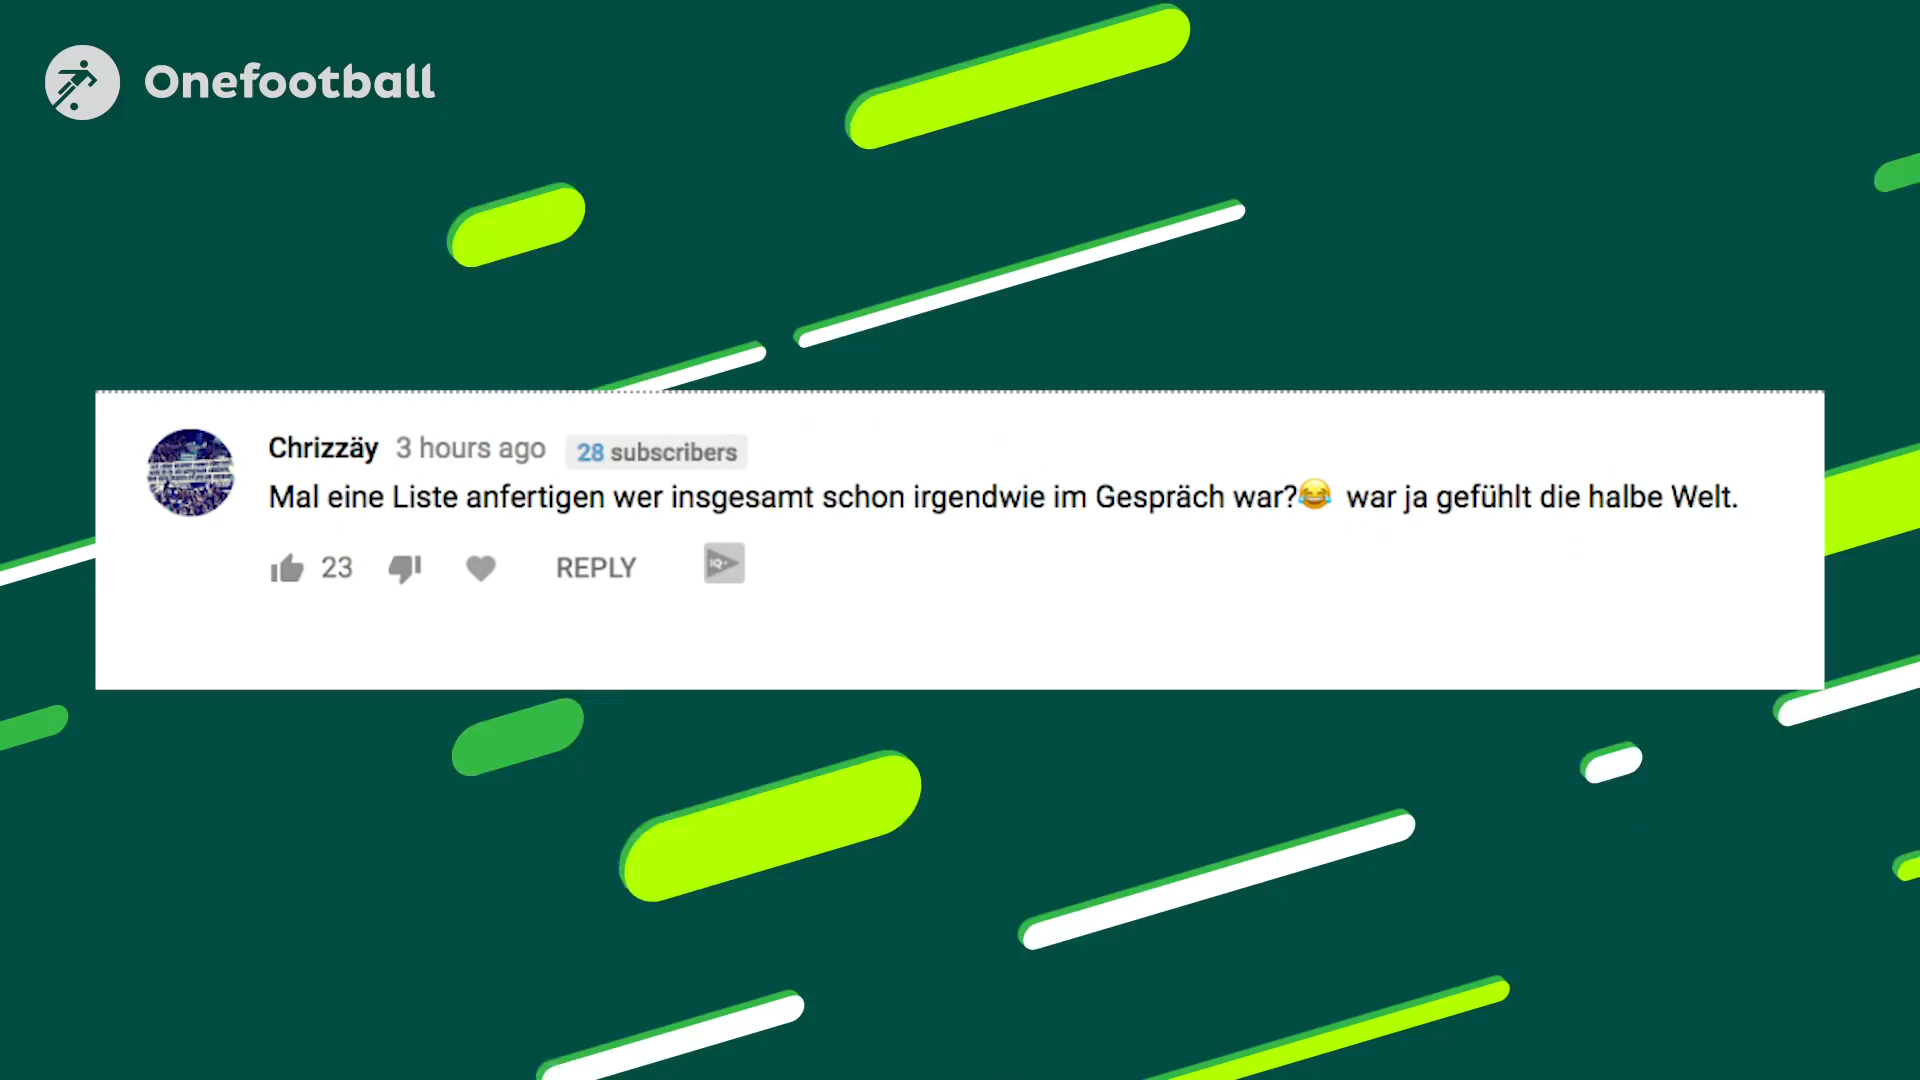 Onefootball
Chrizzäy 3 hours ago 28 subscribers
Mal eine Liste anfertigen wer insgesamt schon irgendwie im Gespräch war?😂 war ja gefühlt die halbe Welt.
23 REPLY IQ